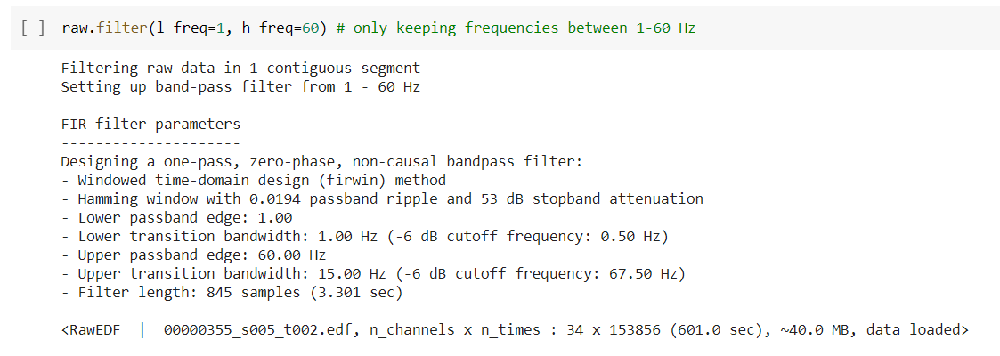 [ ] raw.filter(l_freq=1, h_freq=60) # only keeping frequencies between 1-60 Hz
Filtering raw data in 1 contiguous segment
Setting up band-pass filter from 1 - 60 Hz
FIR filter parameters
---------------------
Designing a one-pass, zero-phase, non-causal bandpass filter:
- Windowed time-domain design (firwin) method
- Hamming window with 0.0194 passband ripple and 53 dB stopband attenuation
- Lower passband edge: 1.00
- Lower transition bandwidth: 1.00 Hz (-6 dB cutoff frequency: 0.50 Hz)
- Upper passband edge: 60.00 Hz
- Upper transition bandwidth: 15.00 Hz (-6 dB cutoff frequency: 67.50 Hz)
- Filter length: 845 samples (3.301 sec)
<RawEDF | 00000355_s005_t002.edf, n_channels x n_times : 34 x 153856 (601.0 sec), ~40.0 MB, data loaded>